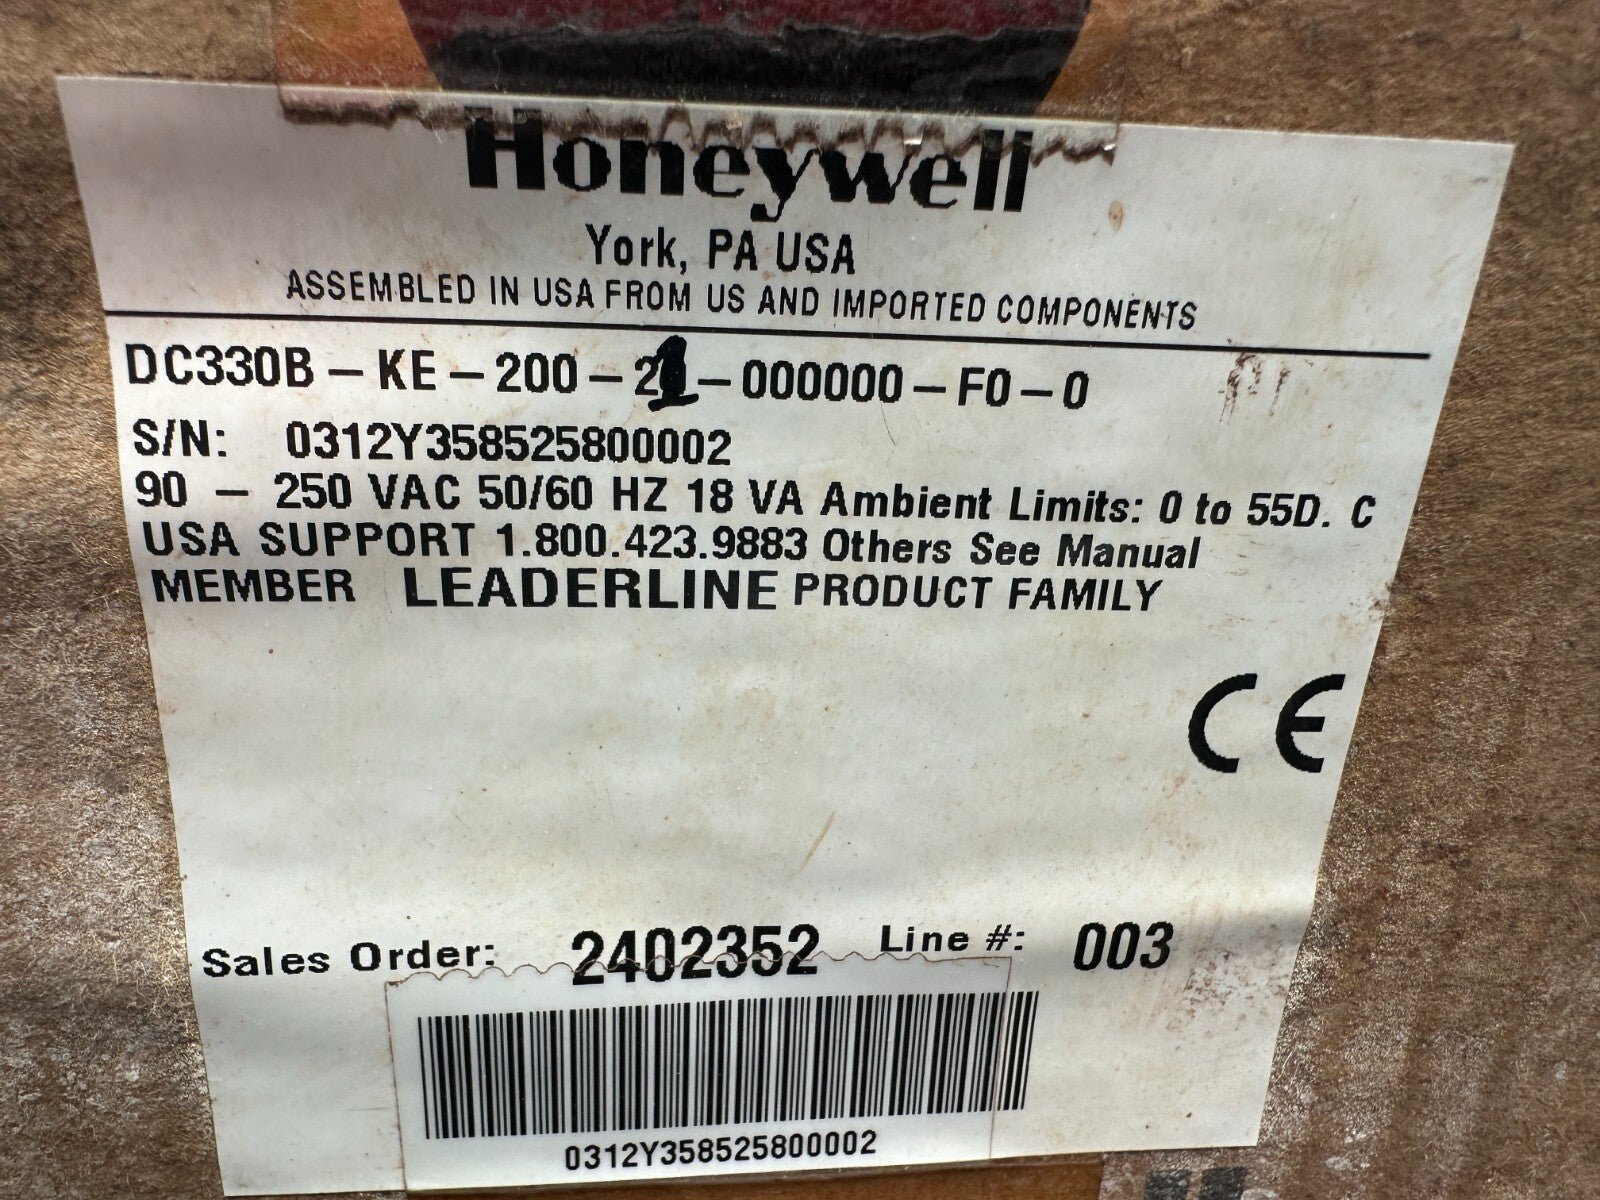 Honeywell
York, PA USA
ASSEMBLED IN USA FROM US AND IMPORTED COMPONENTS
DC330B – KE – 200 – 21 – 000000 – F0 – 0
S/N: 0312Y358525800002
90 – 250 VAC 50/60 HZ 18 VA Ambient Limits: 0 to 55D. C
USA SUPPORT 1.800.423.9883 Others See Manual
MEMBER LEADERLINE PRODUCT FAMILY
CE
Sales Order: 2402352 Line #: 003
0312Y358525800002